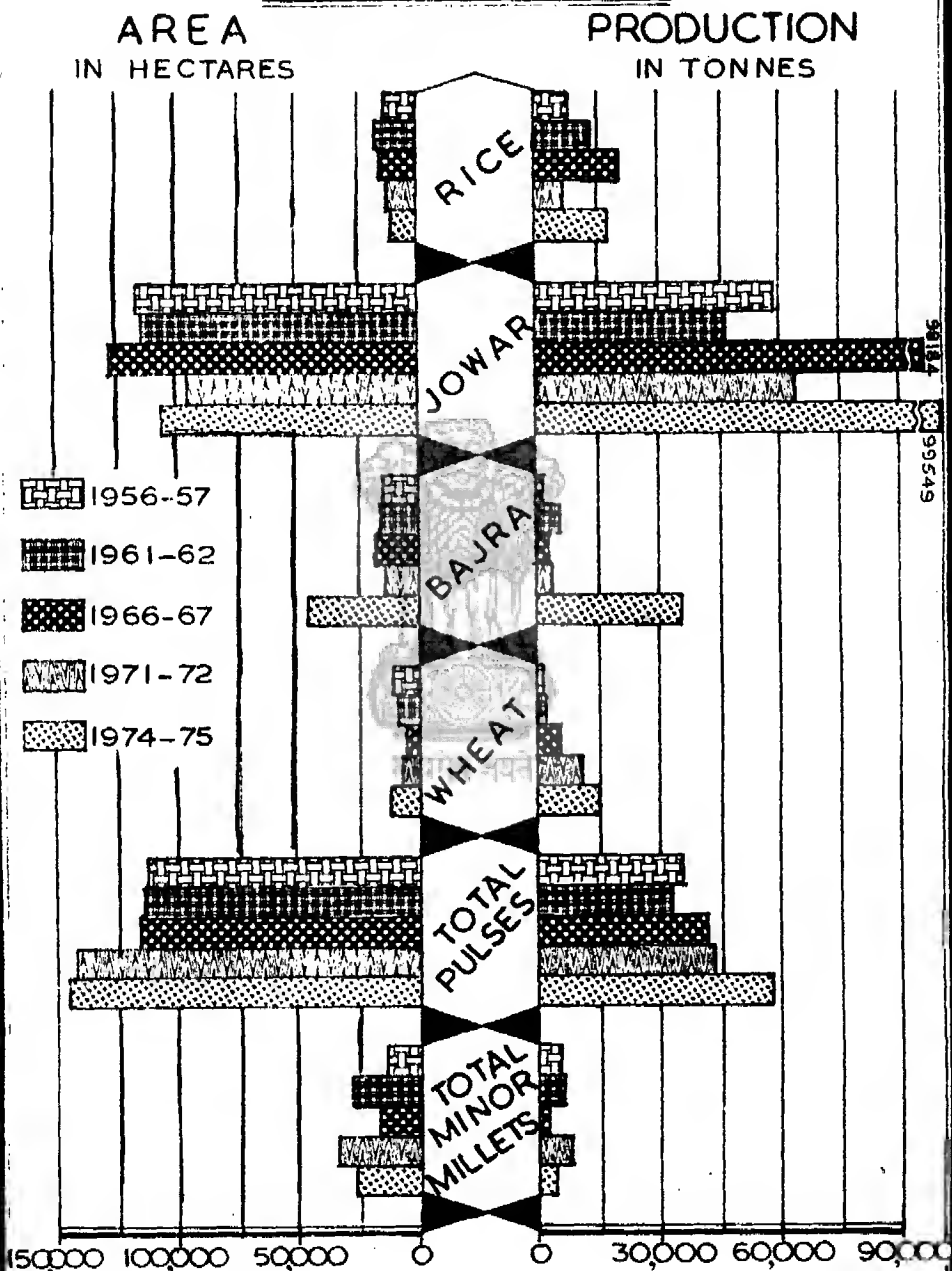 AREA
IN HECTARES
PRODUCTION
IN TONNES
RICE
JOWAR
98184
99549
BAJRA
WHEAT
TOTAL
PULSES
TOTAL
MINOR
MILLETS
1956-57
1961-62
1966-67
1971-72
1974-75
150,000 100,000 50,000 0 0 30,000 60,000 90,000